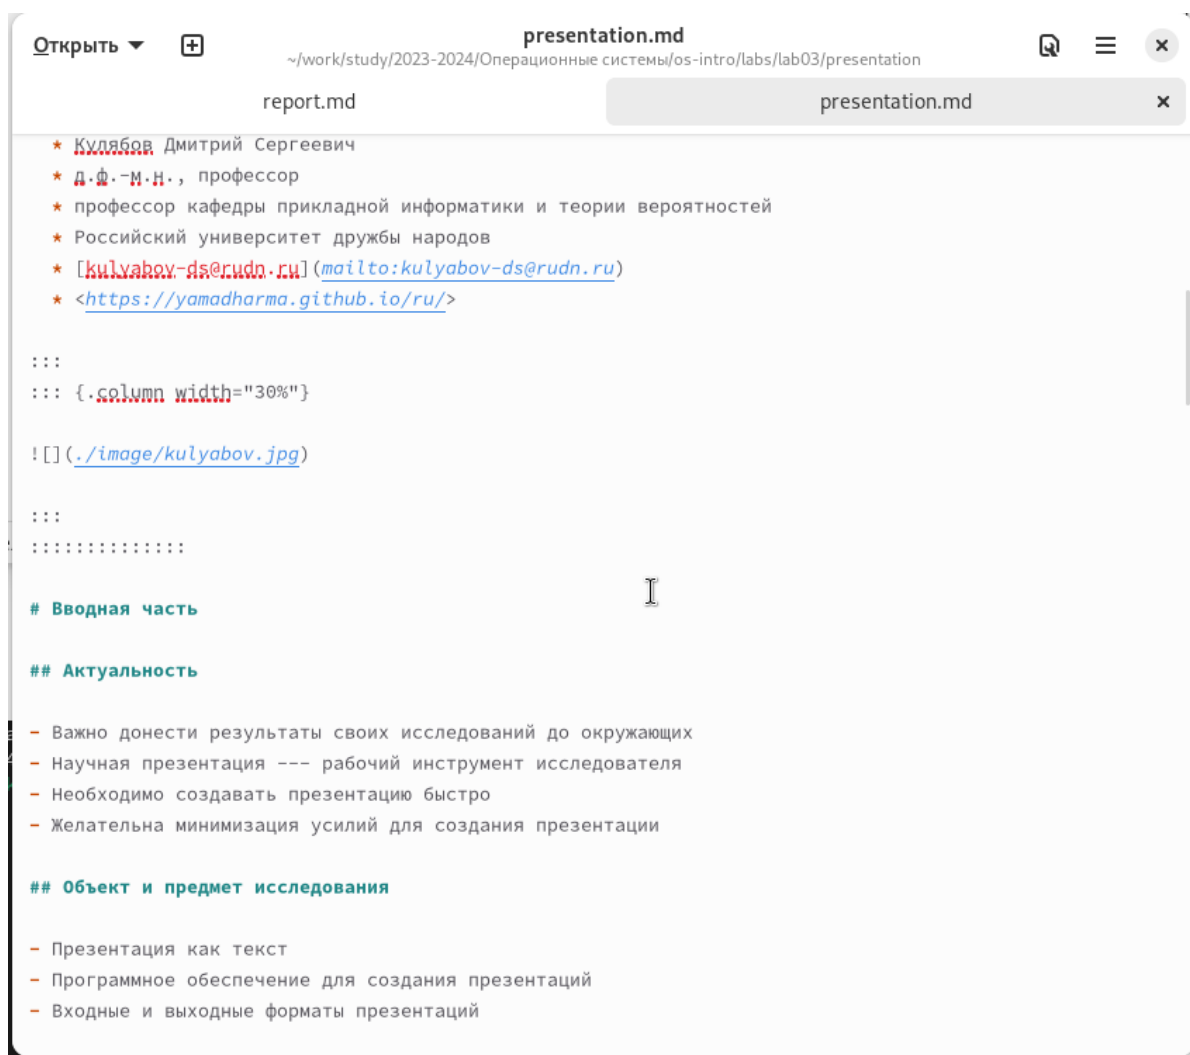 Открыть
presentation.md
~/work/study/2023-2024/Операционные системы/os-intro/labs/lab03/presentation
report.md
presentation.md
* Кулябов Дмитрий Сергеевич
* д.ф.-м.н., профессор
* профессор кафедры прикладной информатики и теории вероятностей
* Российский университет дружбы народов
* [kulyabov-ds@rudn.ru](mailto:kulyabov-ds@rudn.ru)
* <https://yamadharma.github.io/ru/>
:::
::: {.column width="30%"}
![](./image/kulyabov.jpg)
:::
::::::::::::::
# Вводная часть
## Актуальность
- Важно донести результаты своих исследований до окружающих
- Научная презентация --- рабочий инструмент исследователя
- Необходимо создавать презентацию быстро
- Желательна минимизация усилий для создания презентации
## Объект и предмет исследования
- Презентация как текст
- Программное обеспечение для создания презентаций
- Входные и выходные форматы презентаций